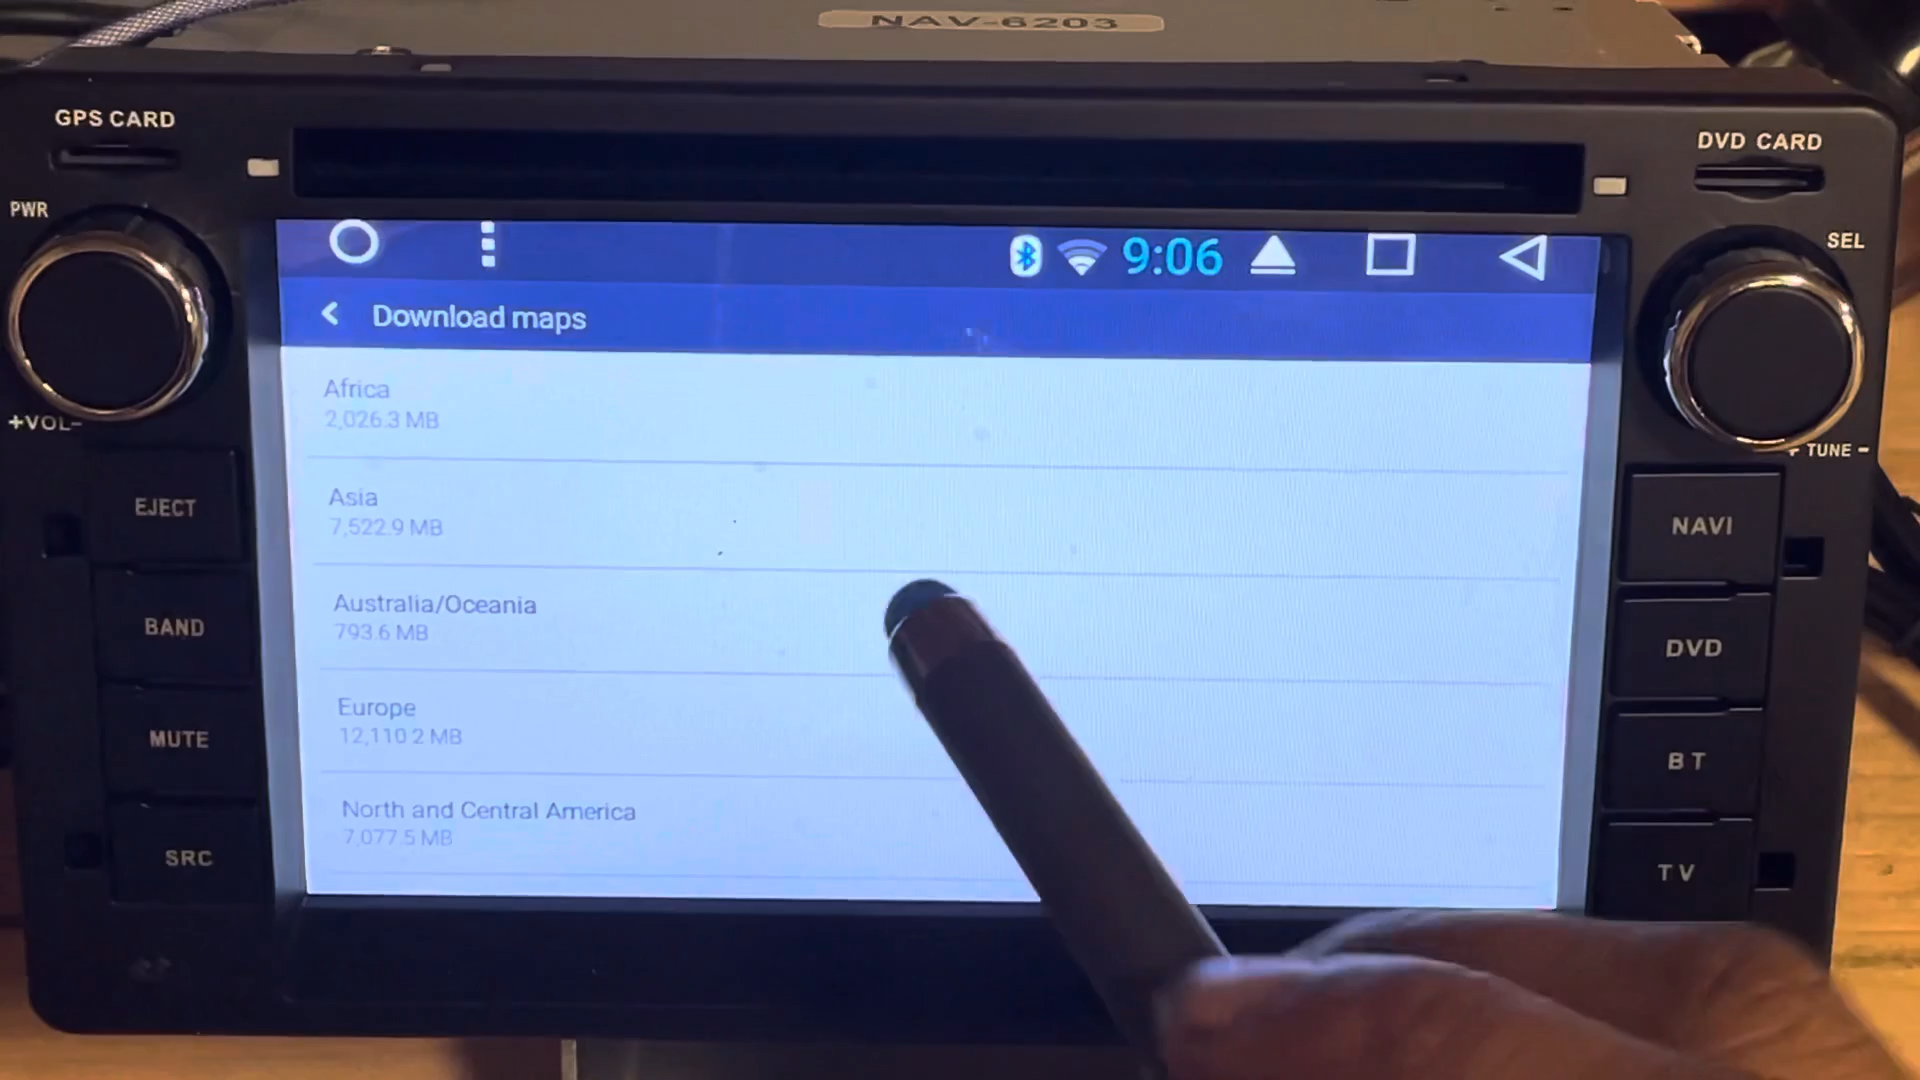 NAV-6203
GPS CARD
DVD CARD
PWR
SEL
9:06
Download maps
Africa
2,026.3 MB
+VOL-
+ TUNE -
Asia
7,522.9 MB
EJECT
NAVI
Australia/Oceania
793.6 MB
BAND
DVD
Europe
12,110.2 MB
MUTE
BT
North and Central America
7,077.5 MB
SRC
TV